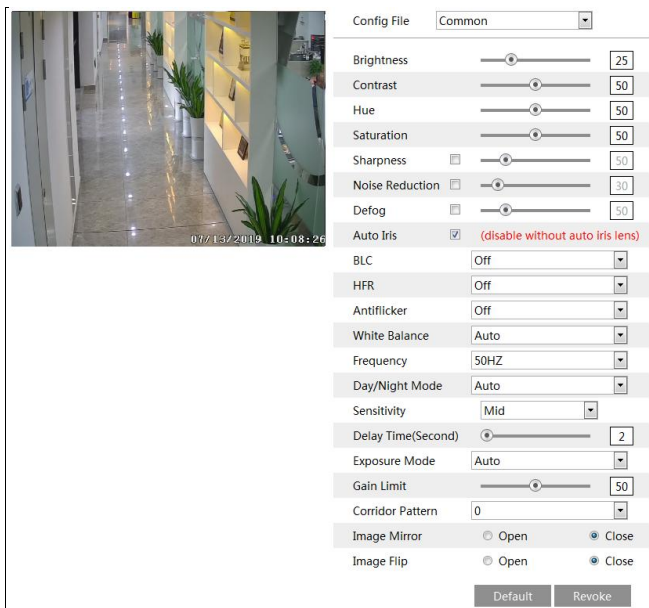 Config File Common
Brightness 25
Contrast 50
Hue 50
Saturation 50
Sharpness 50
Noise Reduction 30
Defog 50
Auto Iris (disable without auto iris lens)
07/13/2019 10:08:26
BLC Off
HFR Off
Antiflicker Off
White Balance Auto
Frequency 50HZ
Day/Night Mode Auto
Sensitivity Mid
Delay Time(Second) 2
Exposure Mode Auto
Gain Limit 50
Corridor Pattern 0
Image Mirror Open Close
Image Flip Open Close
Default Revoke